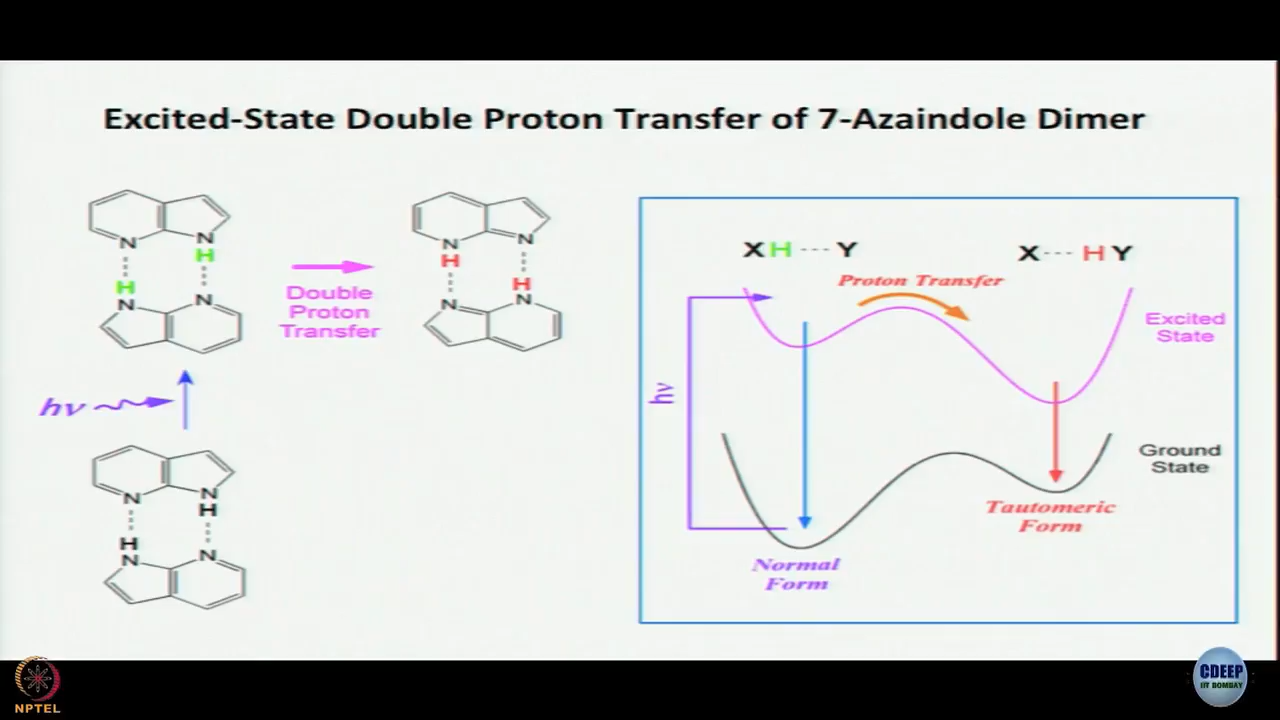 Excited-State Double Proton Transfer of 7-Azaindole Dimer
N
N
H
H
N
N
Double
Proton
Transfer
N
N
H
H
N
N
hν
N
N
H
H
N
N
XH ---- Y
X---- H Y
Proton Transfer
Excited
State
hν
Ground
State
Tautomeric
Form
Normal
Form
NPTEL
CDEEP
IIT BOMBAY